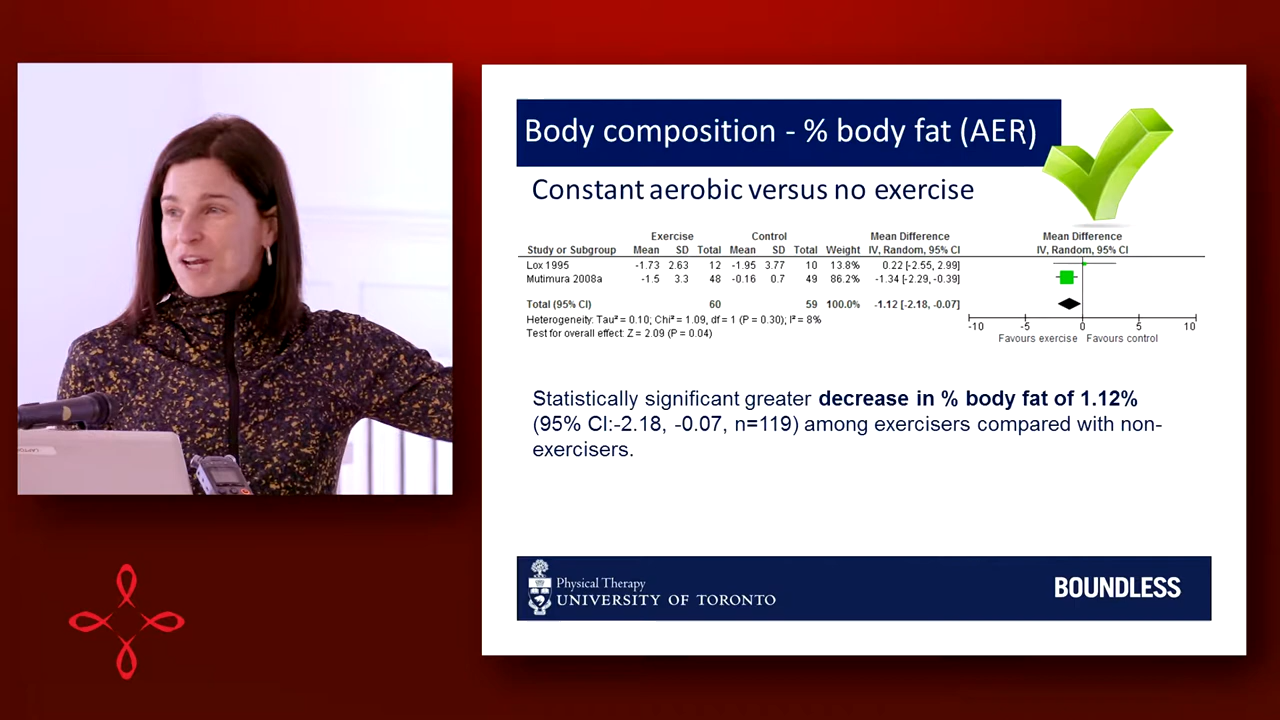 Body composition - % body fat (AER)
Constant aerobic versus no exercise
Exercise Control Mean Difference Mean Difference
Study or Subgroup Mean SD Total Mean SD Total Weight IV, Random, 95% CI IV, Random, 95% CI
Lox 1995 -1.73 2.63 12 -1.95 3.77 10 13.8% 0.22 [-2.55, 2.99]
Mutimura 2008a -1.5 3.3 48 -0.16 0.7 49 86.2% -1.34 [-2.29, -0.39]
Total (95% CI) 60 59 100.0% -1.12 [-2.18, -0.07]
Heterogeneity: Tau² = 0.10; Chi² = 1.09, df = 1 (P = 0.30); I² = 8%
Test for overall effect: Z = 2.09 (P = 0.04)
-10 -5 0 5 10
Favours exercise Favours control
Statistically significant greater decrease in % body fat of 1.12%
(95% CI:-2.18, -0.07, n=119) among exercisers compared with non-
exercisers.
Physical Therapy
UNIVERSITY OF TORONTO
BOUNDLESS